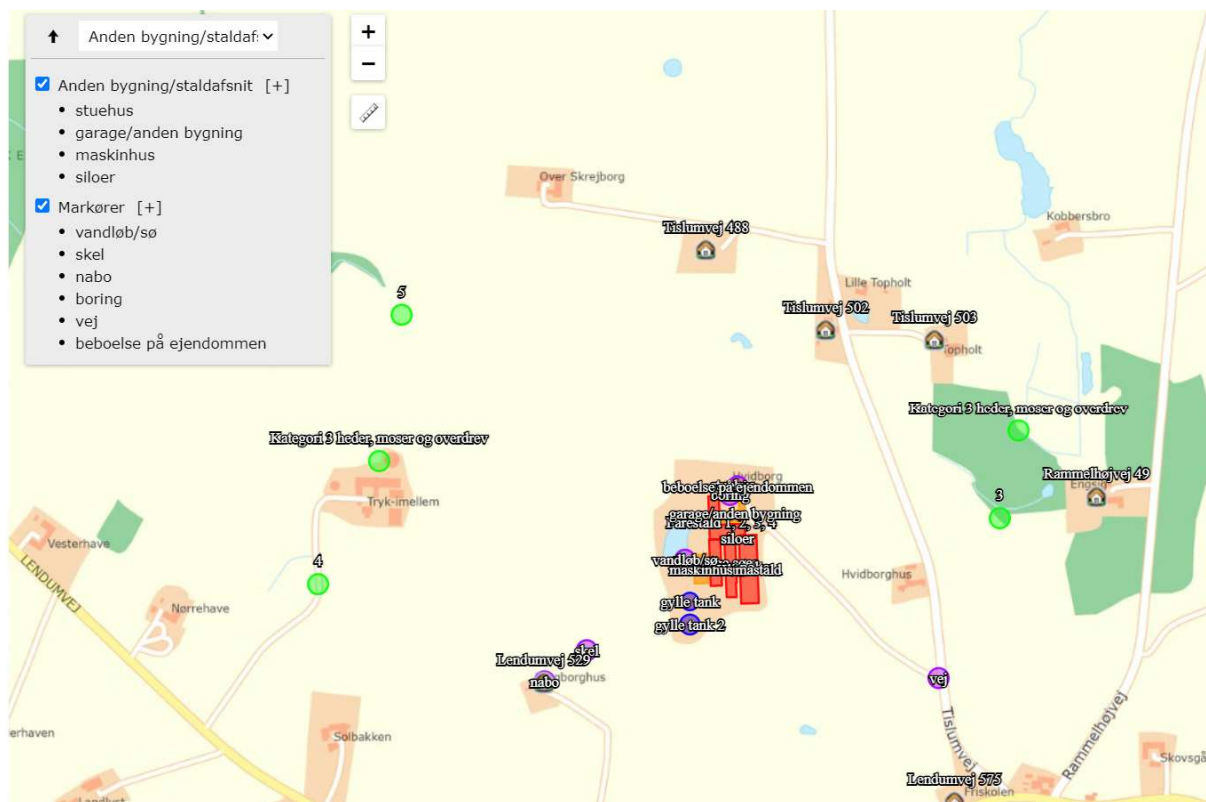 Anden bygning/staldafs
+
−
Anden bygning/staldafsnit [+]
stuehus
garage/anden bygning
maskinhus
siloer
Markører [+]
vandløb/sø
skel
nabo
boring
vej
beboelse på ejendommen
Over Skrejborg
Tislumvej 488
Kobbersbro
Lille Topholt
5
Tislumvej 502
Tislumvej 503
Topholt
Kategori 3 heder, moser og overdrev
Kategori 3 heder, moser og overdrev
Rammelhøjvej 49
Engsig
Tryk-imellem
Hvidborg
beboelse på ejendommen
boring
garage/anden bygning
Farestald 1, 2, 3, 4
siloer
3
Vesterhave
LENDUMVEJ
4
vandløb/sø
maskinhus
Hvidborghus
Nørrehave
gylle tank
gylle tank 2
skel
Lendumvej 529
nabo
vej
Tislumvej
Rammelhøjvej
erhaven
Solbakken
Skovsgå
Lendumvej 575
Friskolen
Landlyst